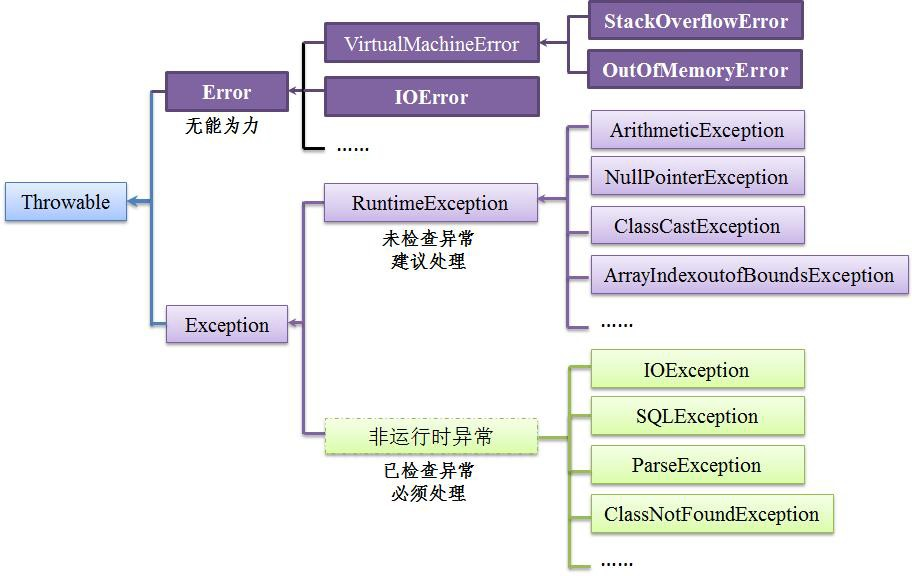 StackOverflowError
VirtualMachineError
OutOfMemoryError
Error
无能为力
IOError
......
Throwable
ArithmeticException
NullPointerException
RuntimeException
未检查异常
建议处理
ClassCastException
ArrayIndexoutofBoundsException
......
Exception
IOException
SQLException
非运行时异常
已检查异常
必须处理
ParseException
ClassNotFoundException
......